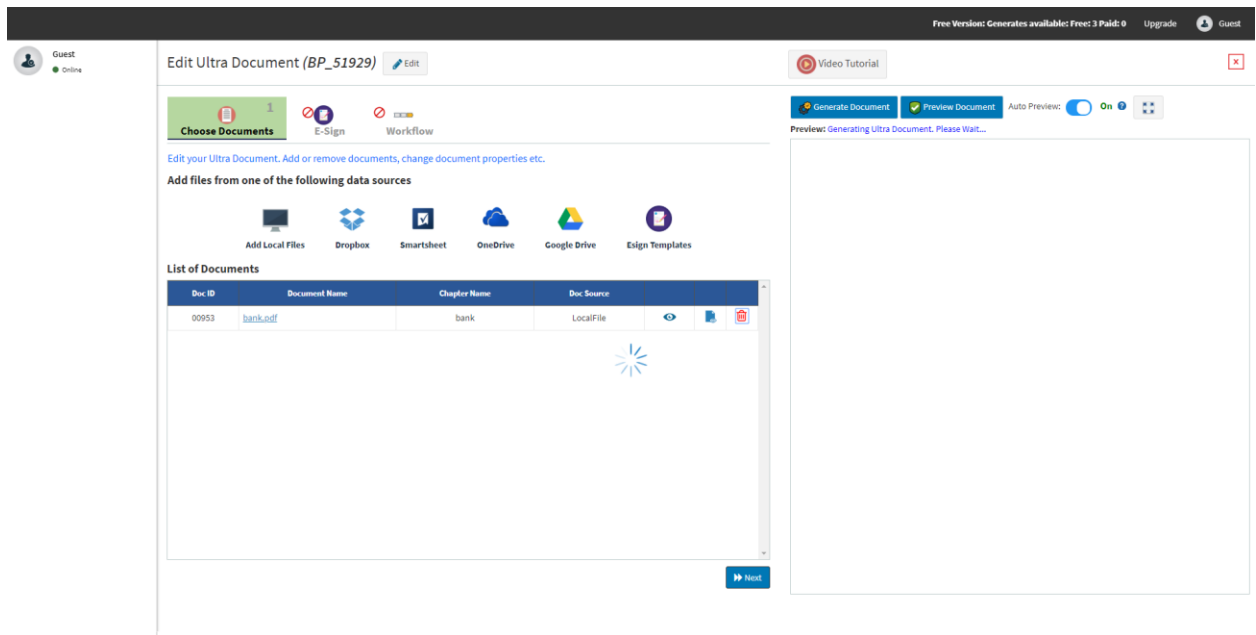 Free Version: Generates available: Free: 3 Paid: 0 Upgrade Guest
Guest
Online
Edit Ultra Document (BP_51929) Edit
Video Tutorial
x
1
Choose Documents E-Sign Workflow
Generate Document Preview Document Auto Preview: On ?
Preview: Generating Ultra Document. Please Wait...
Edit your Ultra Document. Add or remove documents, change document properties etc.
Add files from one of the following data sources
Add Local Files Dropbox Smartsheet OneDrive Google Drive Esign Templates
List of Documents
Doc ID Document Name Chapter Name Doc Source
00953 bank.pdf bank LocalFile
Next